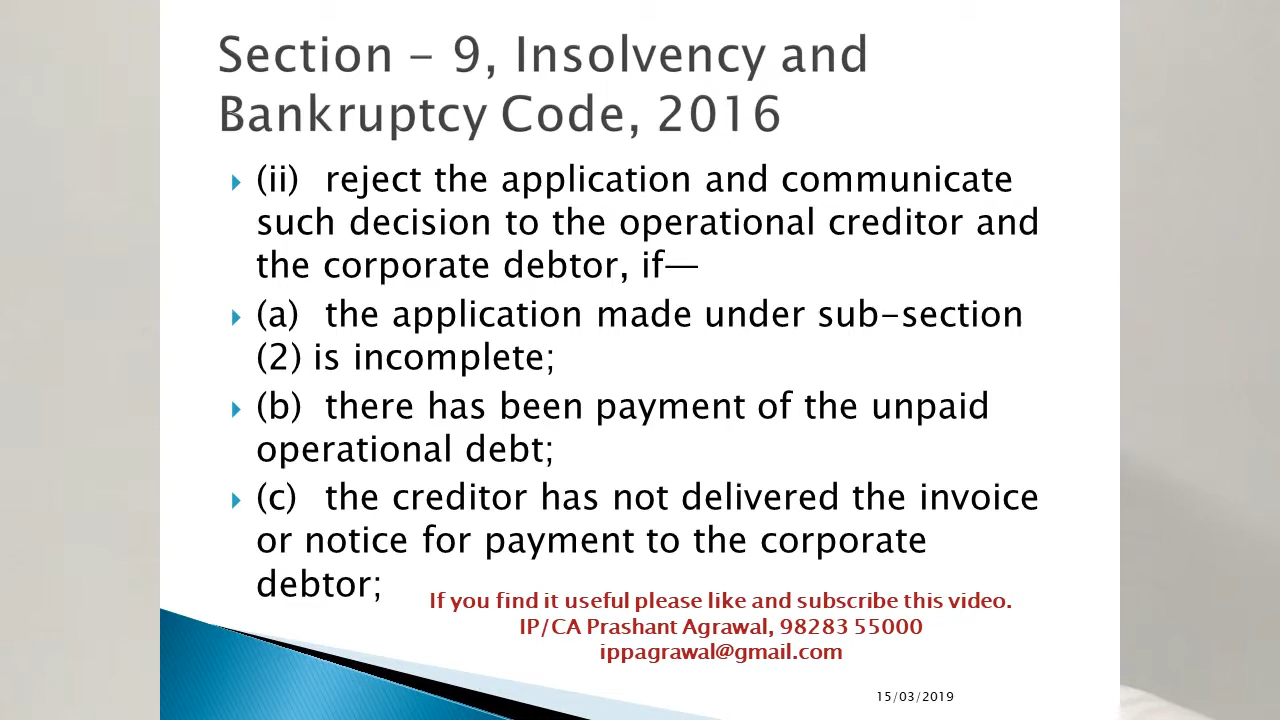 Section – 9, Insolvency and
Bankruptcy Code, 2016
(ii) reject the application and communicate
such decision to the operational creditor and
the corporate debtor, if—
(a) the application made under sub-section
(2) is incomplete;
(b) there has been payment of the unpaid
operational debt;
(c) the creditor has not delivered the invoice
or notice for payment to the corporate
debtor;
If you find it useful please like and subscribe this video.
IP/CA Prashant Agrawal, 98283 55000
ippagrawal@gmail.com
15/03/2019